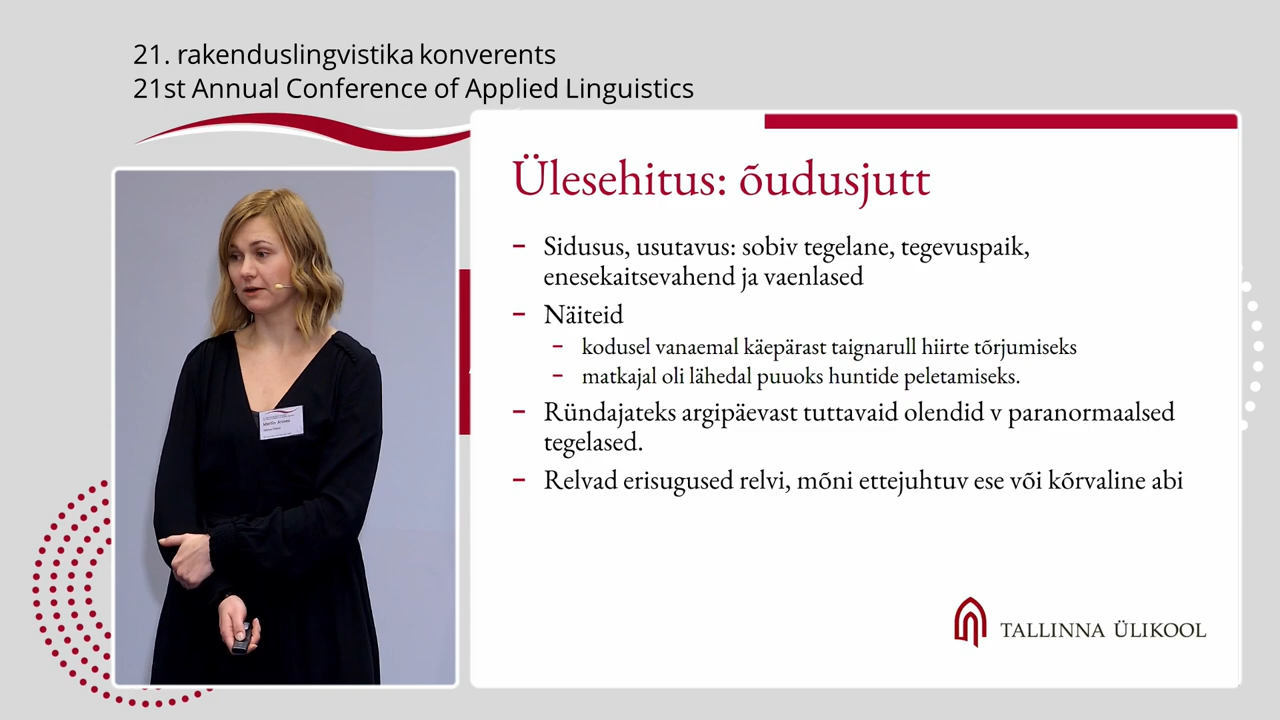 21. rakenduslingvistika konverents
21st Annual Conference of Applied Linguistics
Ülesehitus: õudusjutt
– Sidusus, usutavus: sobiv tegelane, tegevuspaik,
enesekaitsevahend ja vaenlased
– Näiteid
– kodusel vanaemal käepärast taignarull hiirte tõrjumiseks
– matkajal oli lähedal puuoks huntide peletamiseks.
– Ründajateks argipäevast tuttavaid olendid v paranormaalsed
tegelased.
– Relvad erisugused relvi, mõni ettejuhtuv ese või kõrvaline abi
TALLINNA ÜLIKOOL